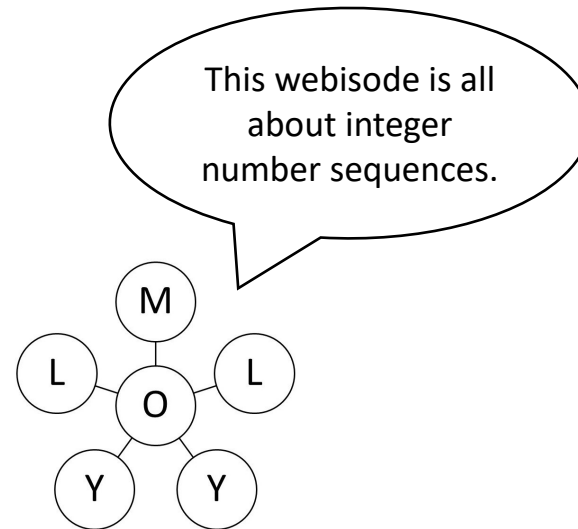 This webisode is all
about integer
number sequences.
M
L O L
Y Y